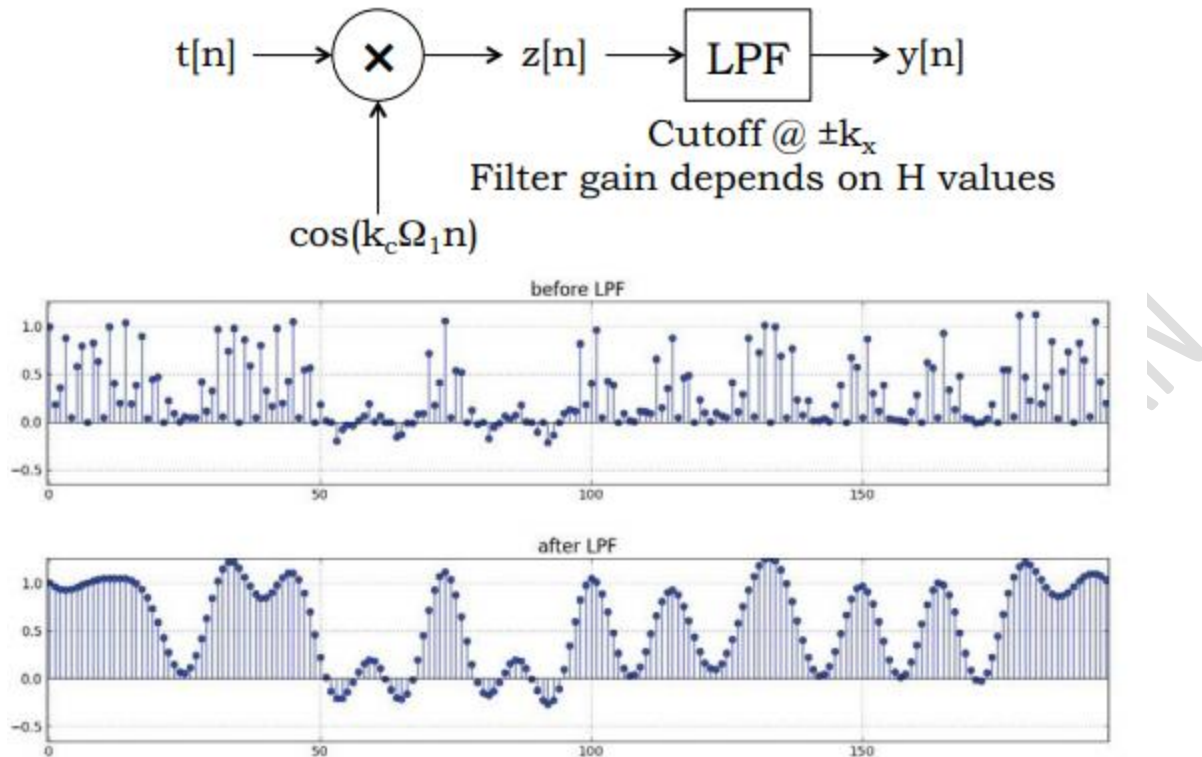 t[n] × z[n] LPF y[n]
Cutoff @ ±kₓ
Filter gain depends on H values
cos(k_cΩ₁n)
before LPF
1.0
0.5
0.0
−0.5
0 50 100 150
after LPF
1.0
0.5
0.0
−0.5
0 50 100 150